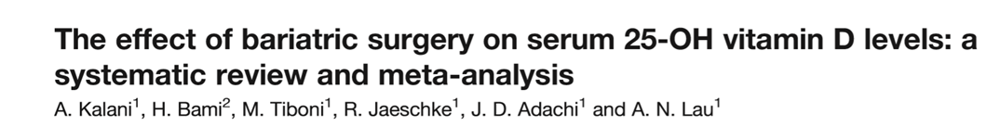 The effect of bariatric surgery on serum 25-OH vitamin D levels: a
systematic review and meta-analysis
A. Kalani¹, H. Bami², M. Tiboni¹, R. Jaeschke¹, J. D. Adachi¹ and A. N. Lau¹